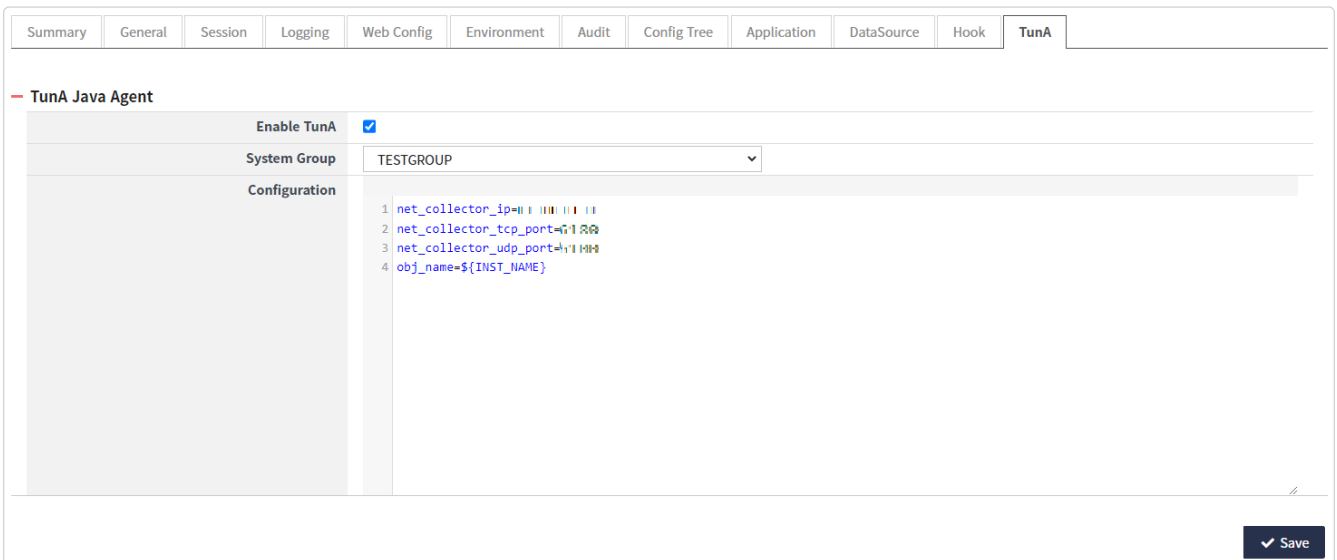 Summary General Session Logging Web Config Environment Audit Config Tree Application DataSource Hook TunA
TunA Java Agent
Enable TunA
System Group TESTGROUP
Configuration
1 net_collector_ip=
2 net_collector_tcp_port=
3 net_collector_udp_port=
4 obj_name=${INST_NAME}
Save